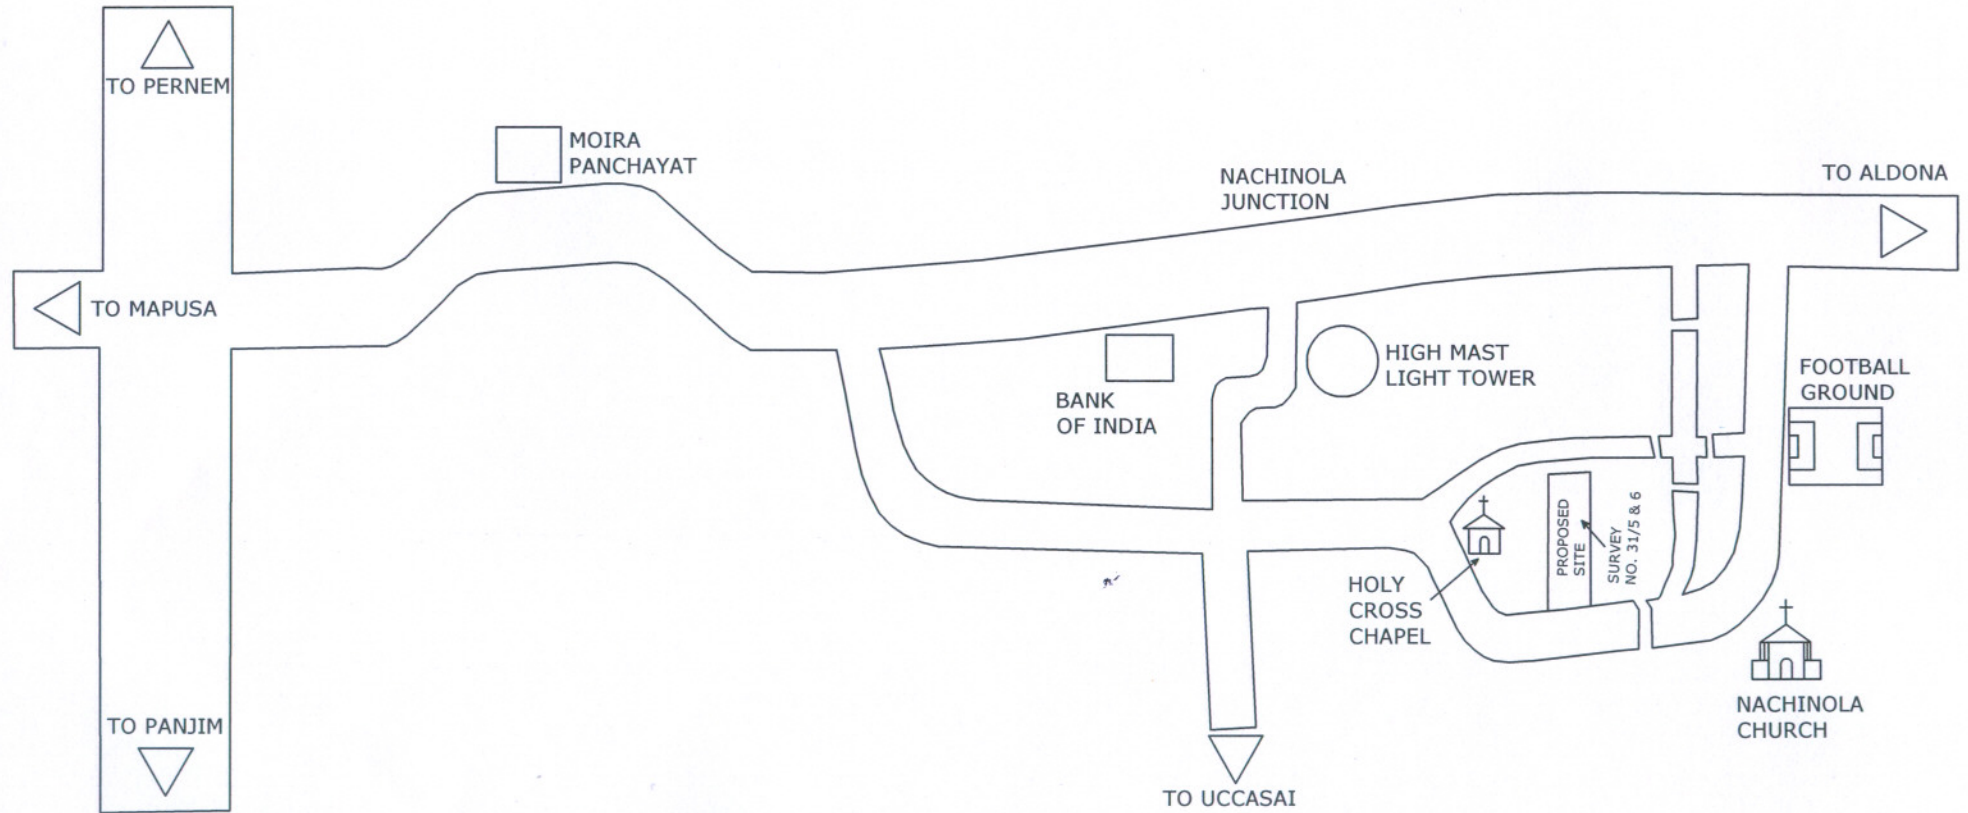 TO PERNEM
MOIRA
PANCHAYAT
TO MAPUSA
TO PANJIM
NACHINOLA
JUNCTION
TO ALDONA
BANK
OF INDIA
HIGH MAST
LIGHT TOWER
FOOTBALL
GROUND
PROPOSED
SITE
SURVEY
NO. 31/5 & 6
HOLY
CROSS
CHAPEL
NACHINOLA
CHURCH
TO UCCASAI